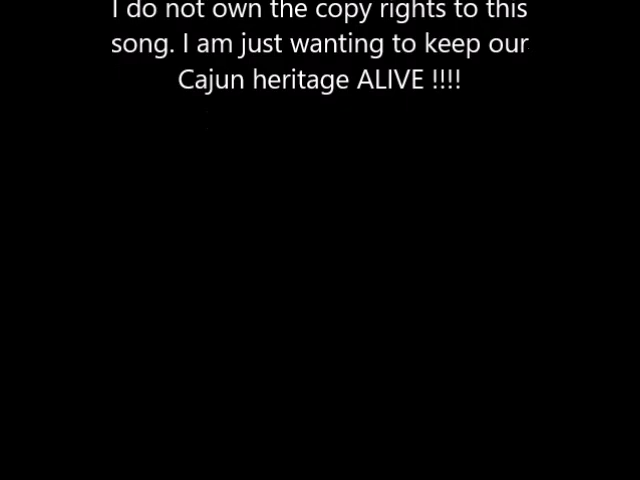 I do not own the copy rights to this
song. I am just wanting to keep our
Cajun heritage ALIVE !!!!